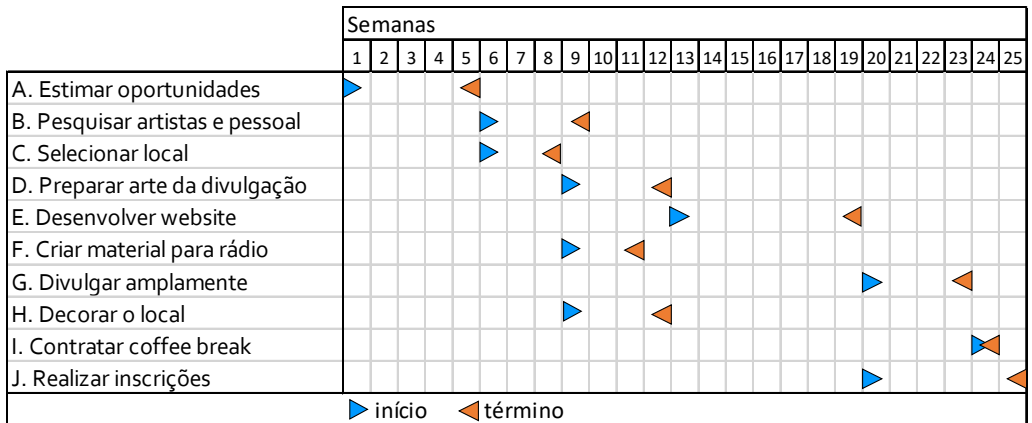 Semanas
1 2 3 4 5 6 7 8 9 10 11 12 13 14 15 16 17 18 19 20 21 22 23 24 25
A. Estimar oportunidades
B. Pesquisar artistas e pessoal
C. Selecionar local
D. Preparar arte da divulgação
E. Desenvolver website
F. Criar material para rádio
G. Divulgar amplamente
H. Decorar o local
I. Contratar coffee break
J. Realizar inscrições
início término